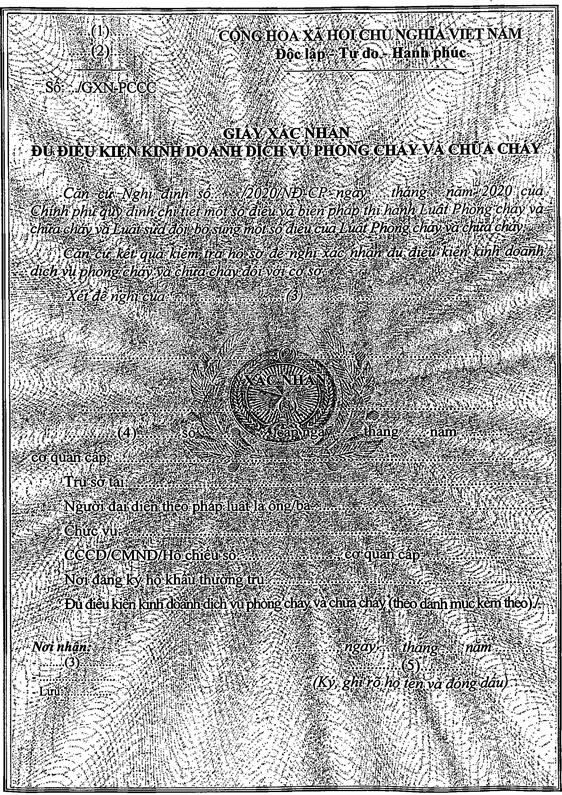 (1)....
(2)
CỘNG HÒA XÃ HỘI CHỦ NGHĨA VIỆT NAM
Độc lập - Tự do - Hạnh phúc
Số: .../GXN-PCCC
GIẤY XÁC NHẬN
ĐỦ ĐIỀU KIỆN KINH DOANH DỊCH VỤ PHÒNG CHÁY VÀ CHỮA CHÁY
Căn cứ Nghị định số .../2020/NĐ-CP ngày tháng năm 2020 của
Chính phủ quy định chi tiết một số điều và biện pháp thi hành Luật Phòng cháy và
chữa cháy và Luật sửa đổi, bổ sung một số điều của Luật Phòng cháy và chữa cháy;
Căn cứ kết quả kiểm tra hồ sơ đề nghị xác nhận đủ điều kiện kinh doanh
dịch vụ phòng cháy và chữa cháy đối với cơ sở;
Xét đề nghị của ....................(3)....................
XÁC NHẬN
..........(4).......... số.......... ngày...... tháng...... năm
cơ quan cấp:....................
Trụ sở tại....................
Người đại diện theo pháp luật là ông/bà....................
Chức vụ....................
CCCD/CMND/Hộ chiếu số....................cơ quan cấp....................
Nơi đăng ký hộ khẩu thường trú....................
Đủ điều kiện kinh doanh dịch vụ phòng cháy và chữa cháy (theo danh mục kèm theo)./.
Nơi nhận:
......(3)..........
Lưu:..........
........, ngày...... tháng...... năm
..........(5)..........
(Ký, ghi rõ họ tên và đóng dấu)